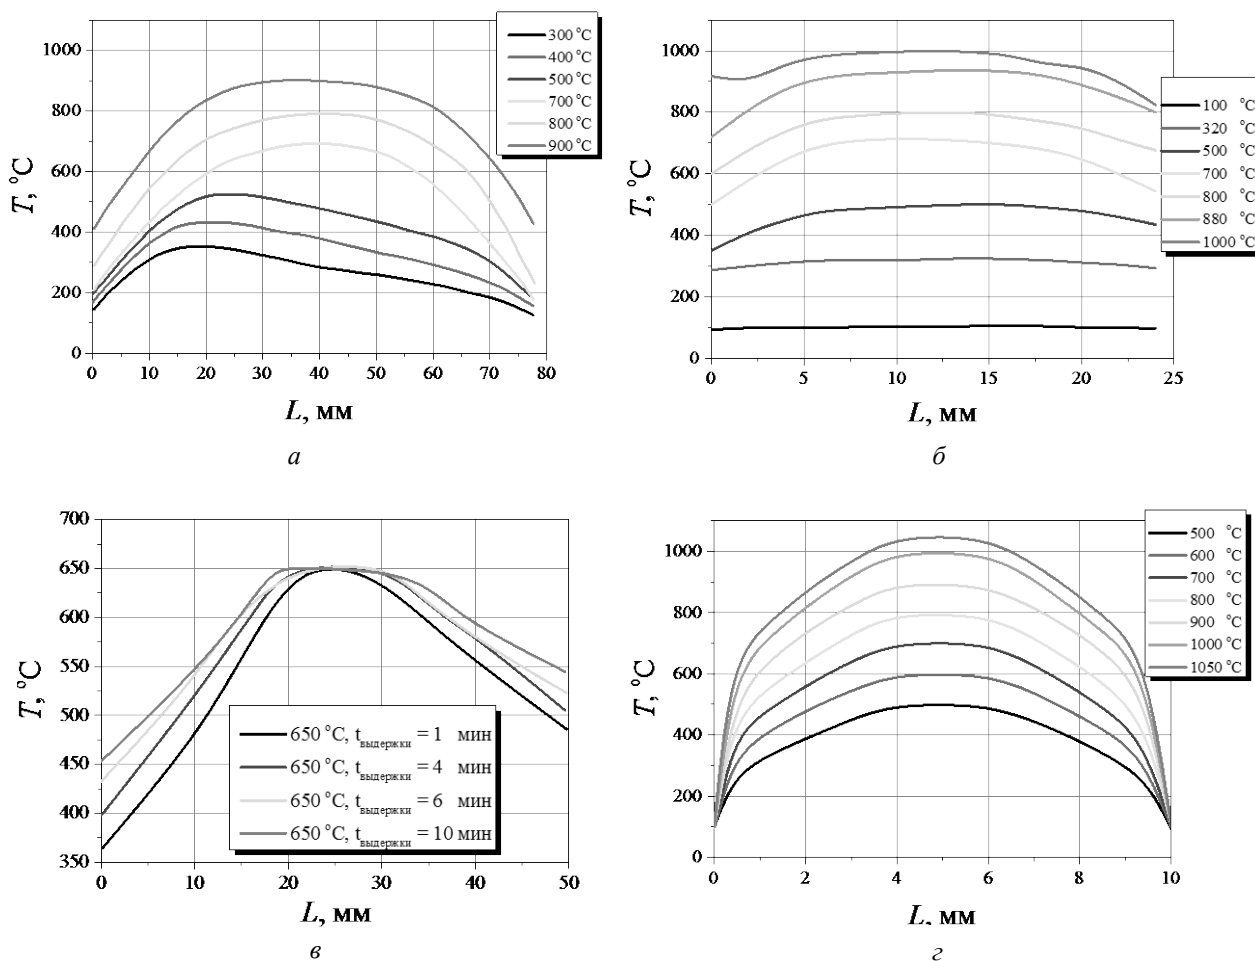 1000
800
600
400
200
0
T, °C
0 10 20 30 40 50 60 70 80
L, мм
300 °C
400 °C
500 °C
700 °C
800 °C
900 °C
а
1000
800
600
400
200
0
T, °C
0 5 10 15 20 25
L, мм
100 °C
320 °C
500 °C
700 °C
800 °C
880 °C
1000 °C
б
700
650
600
550
500
450
400
350
T, °C
0 10 20 30 40 50
L, мм
650 °C, tвыдержки = 1 мин
650 °C, tвыдержки = 4 мин
650 °C, tвыдержки = 6 мин
650 °C, tвыдержки = 10 мин
в
1000
800
600
400
200
0
T, °C
0 2 4 6 8 10
L, мм
500 °C
600 °C
700 °C
800 °C
900 °C
1000 °C
1050 °C
г